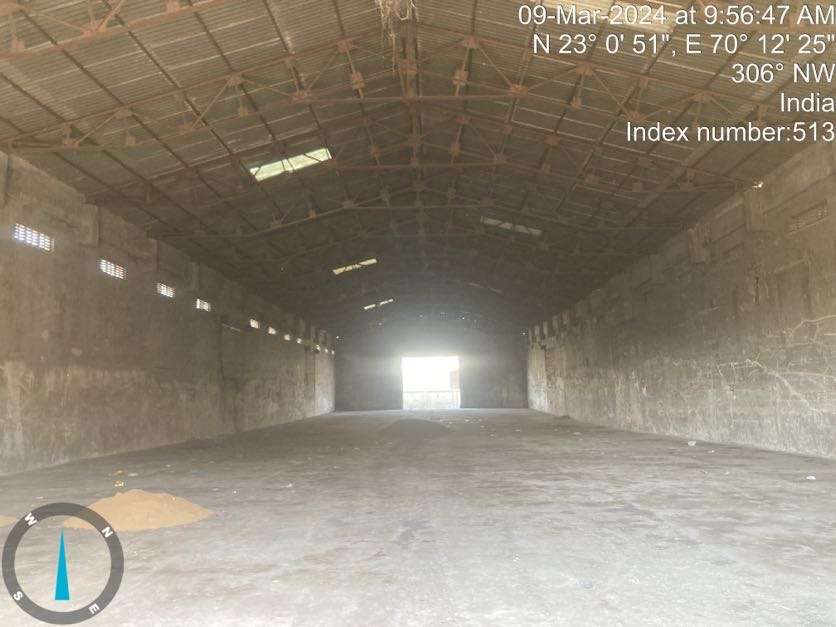 09-Mar-2024 at 9:56:47 AM
N 23° 0' 51", E 70° 12' 25"
306° NW
India
Index number:513
W
N
S
E